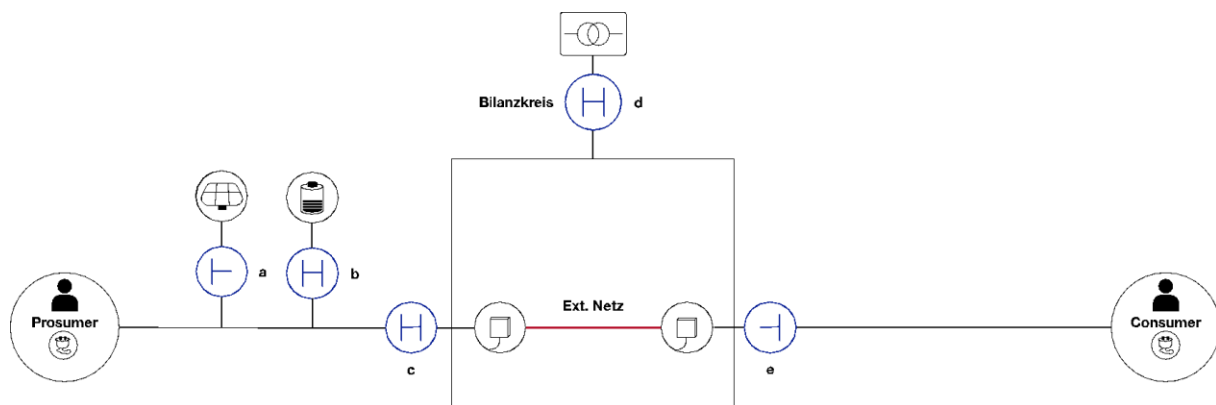 Bilanzkreis
d
a
b
Ext. Netz
Prosumer
Consumer
c
e